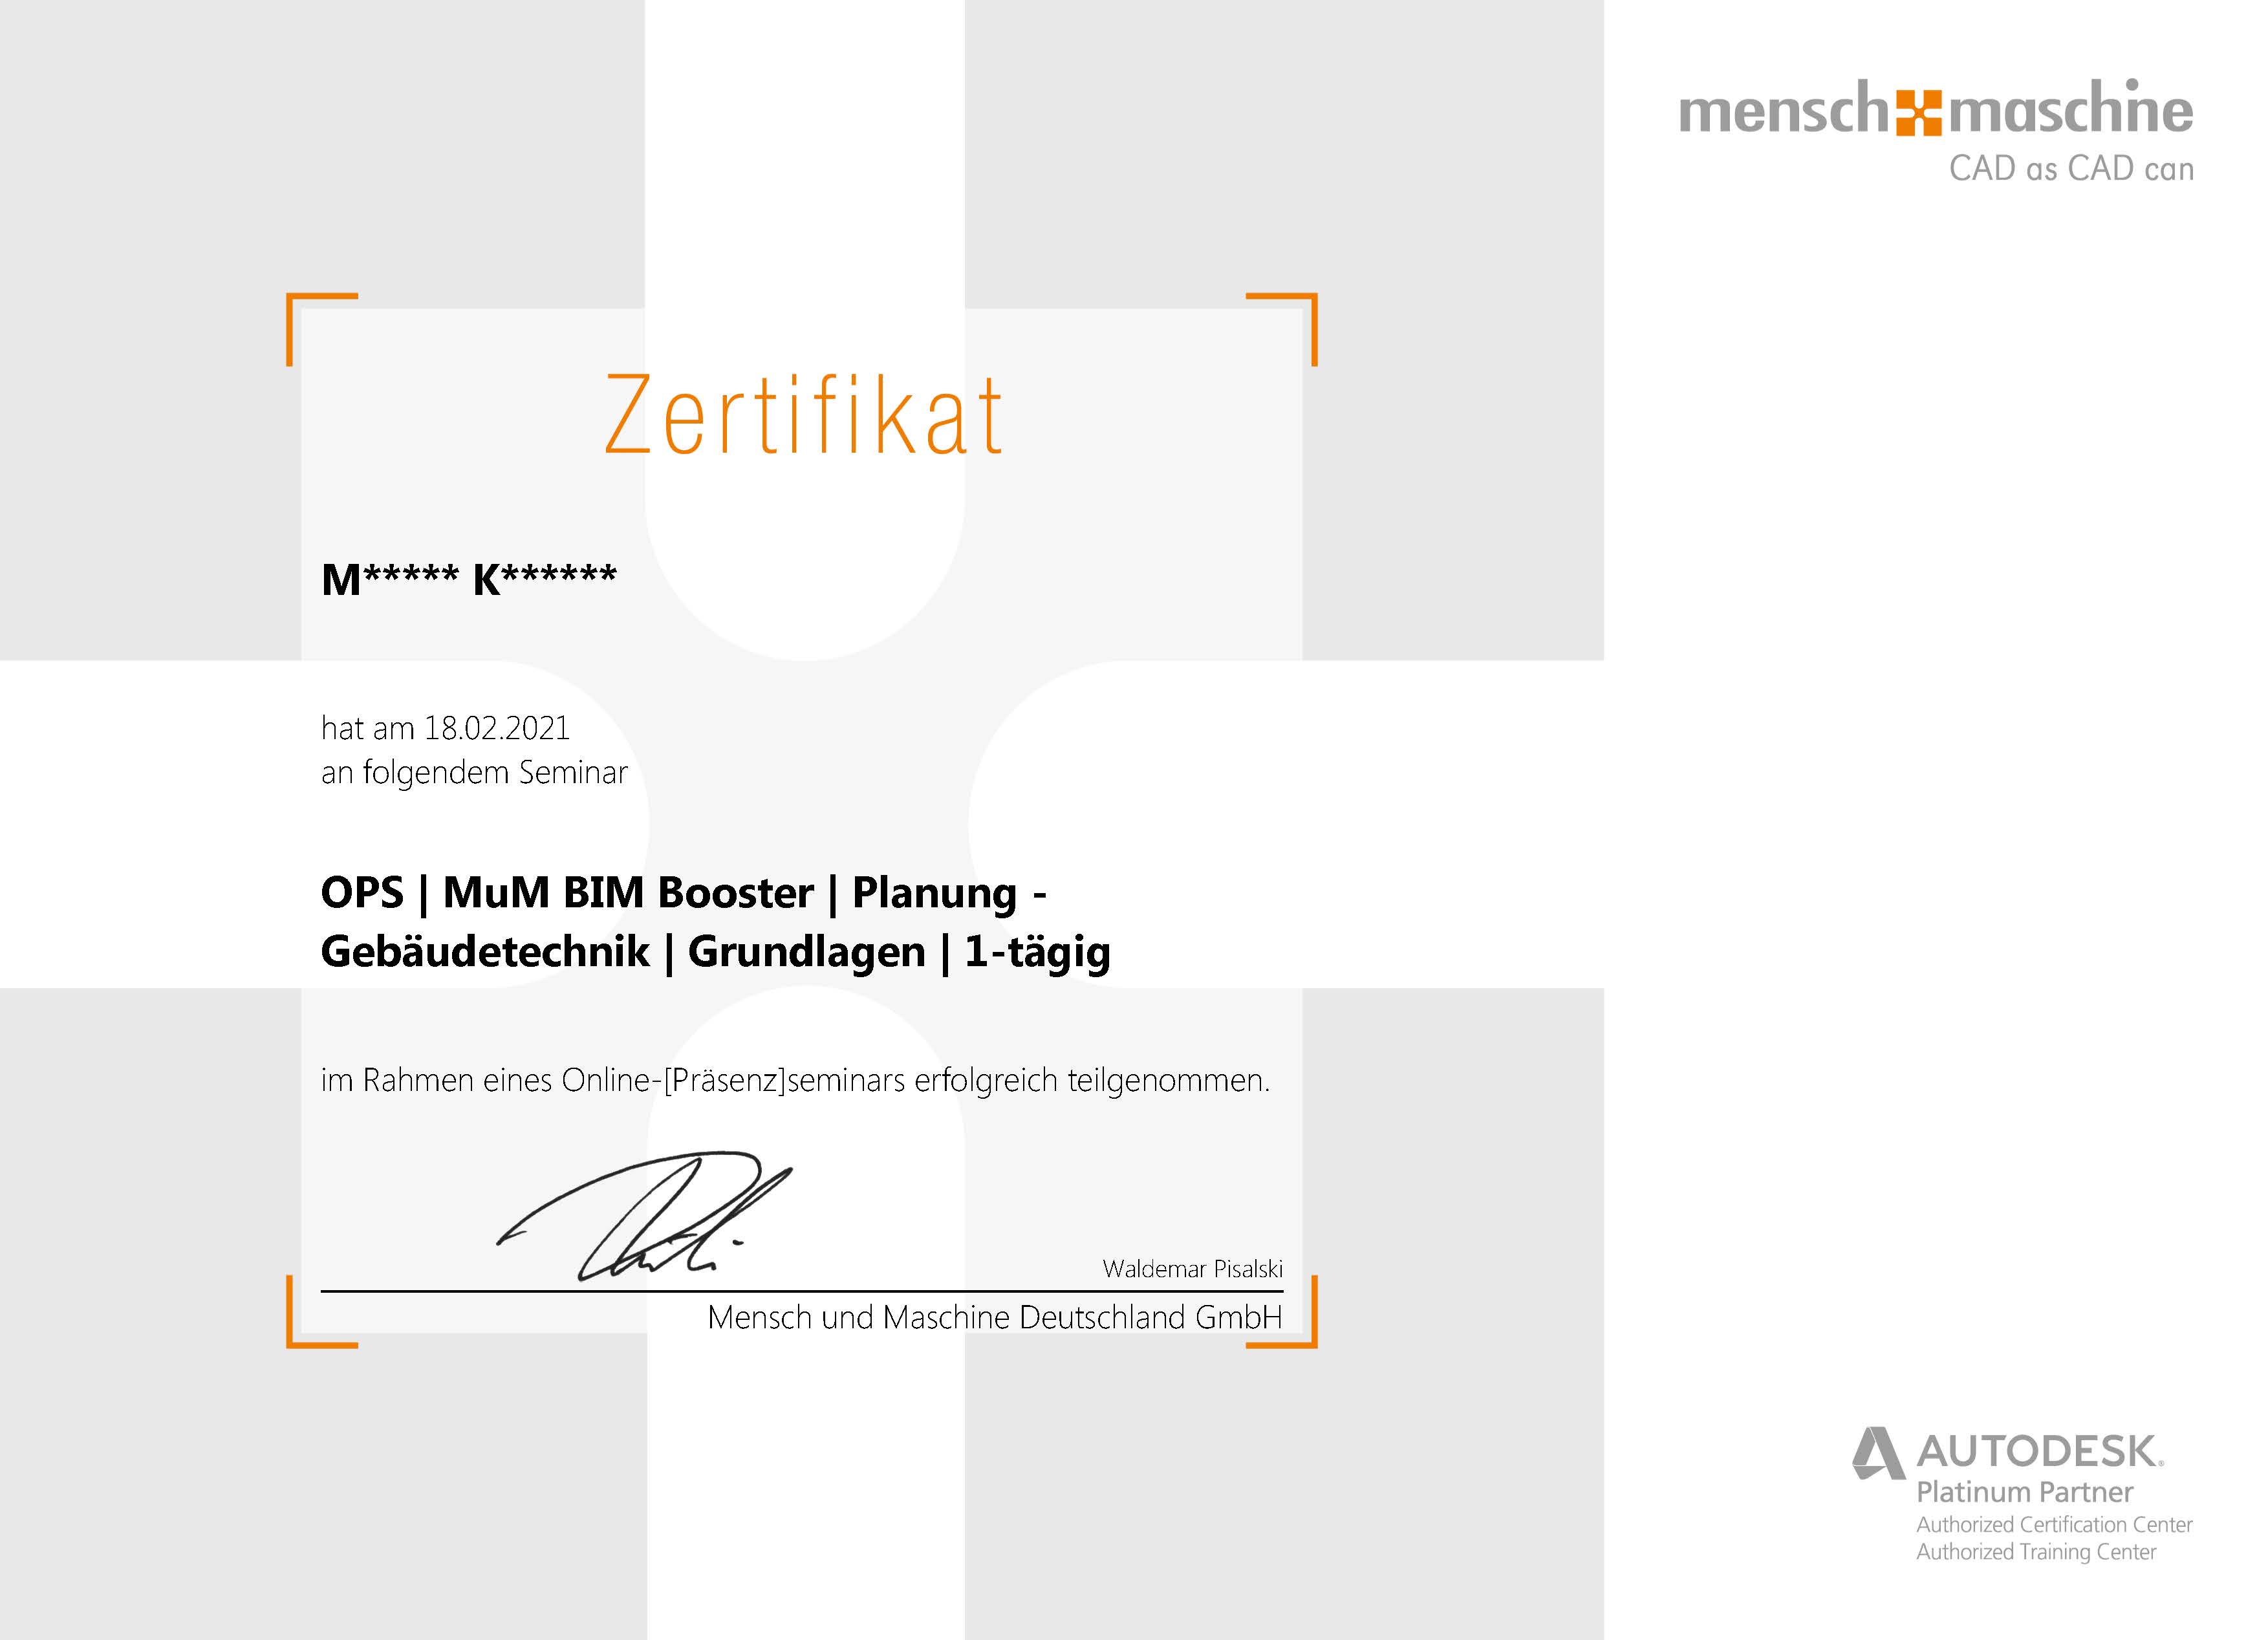 mensch maschine
CAD as CAD can
Zertifikat
M***** K******
hat am 18.02.2021
an folgendem Seminar
OPS | MuM BIM Booster | Planung -
Gebäudetechnik | Grundlagen | 1-tägig
im Rahmen eines Online-[Präsenz]seminars erfolgreich teilgenommen.
Waldemar Pisalski
Mensch und Maschine Deutschland GmbH
AUTODESK®
Platinum Partner
Authorized Certification Center
Authorized Training Center